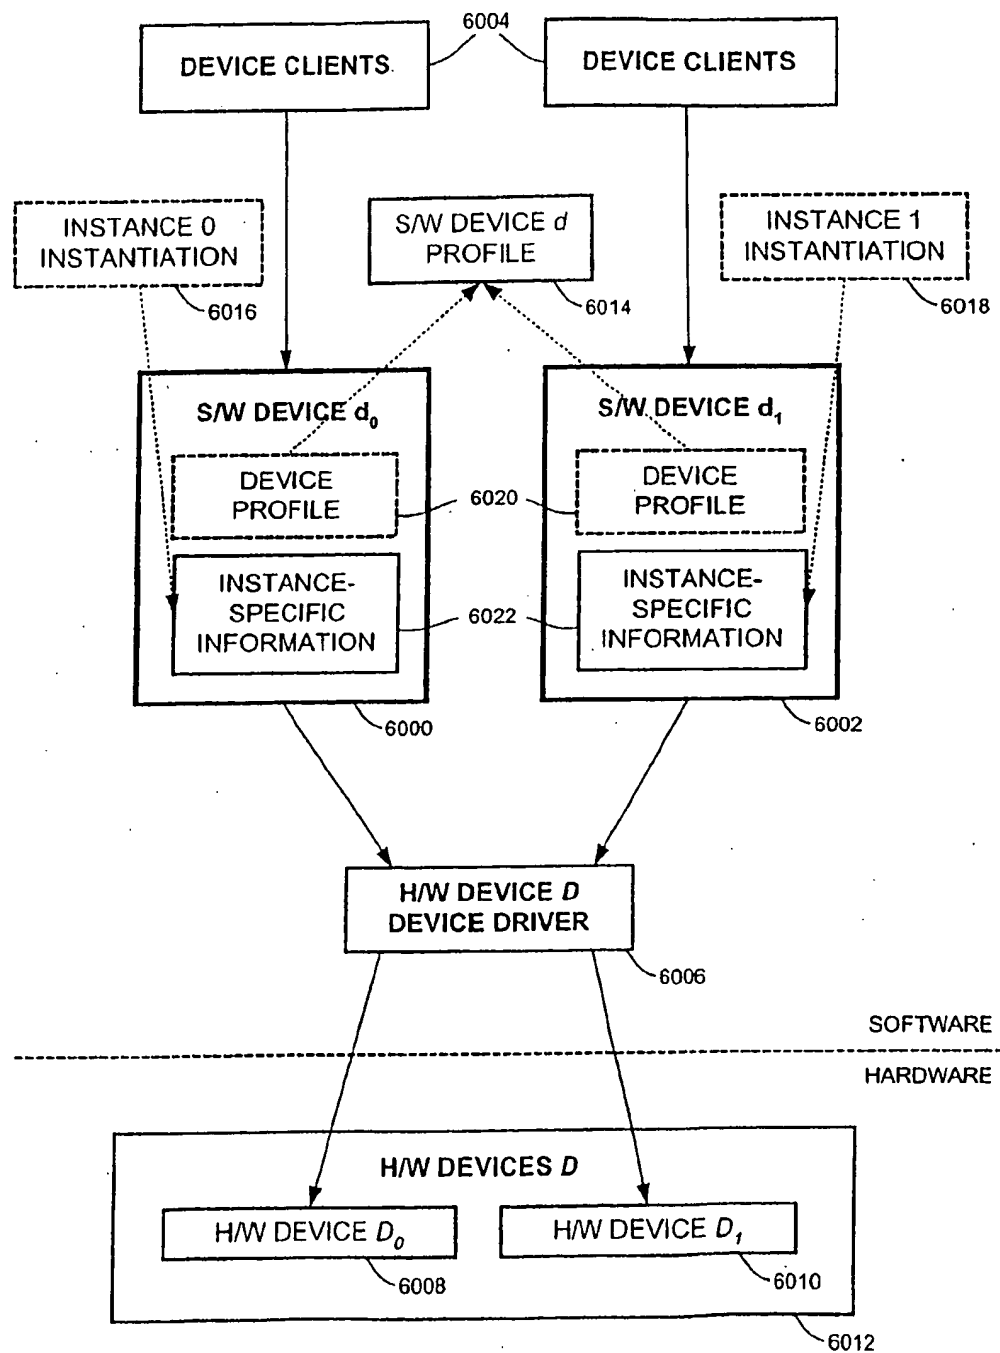 6004
DEVICE CLIENTS
DEVICE CLIENTS
INSTANCE 0
INSTANTIATION
6016
S/W DEVICE d
PROFILE
6014
INSTANCE 1
INSTANTIATION
6018
S/W DEVICE d0
DEVICE
PROFILE
INSTANCE-
SPECIFIC
INFORMATION
6000
6020
6022
S/W DEVICE d1
DEVICE
PROFILE
INSTANCE-
SPECIFIC
INFORMATION
6002
H/W DEVICE D
DEVICE DRIVER
6006
SOFTWARE
HARDWARE
H/W DEVICES D
H/W DEVICE D0
6008
H/W DEVICE D1
6010
6012